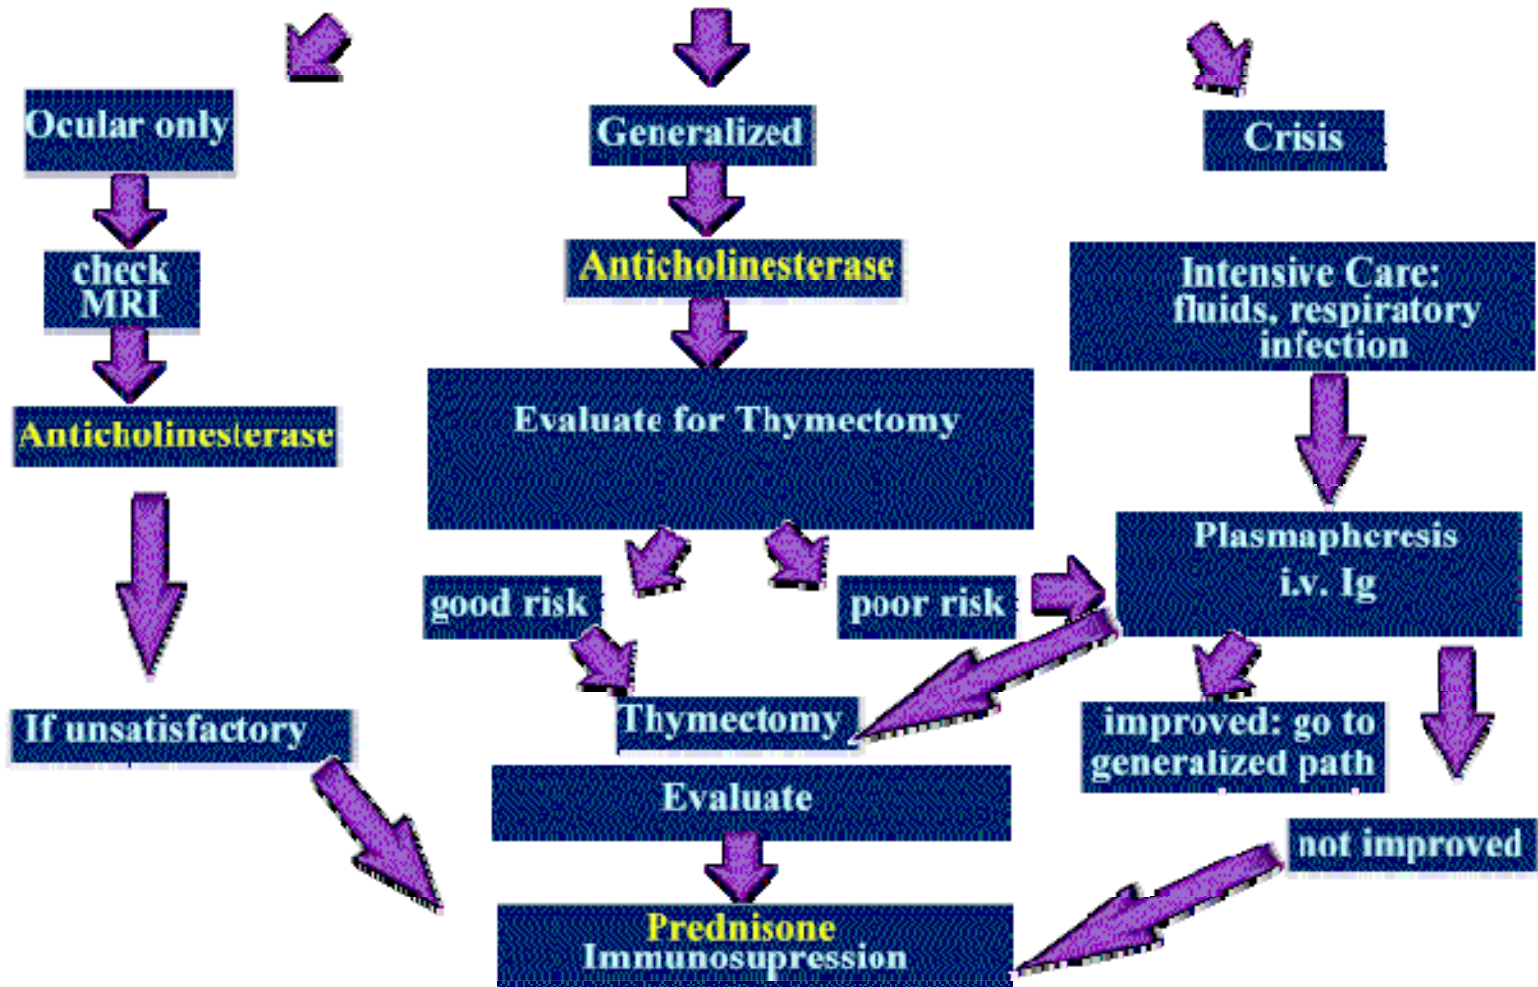 Ocular only
Generalized
Crisis
check
MRI
Anticholinesterase
Intensive Care:
fluids, respiratory
infection
Anticholinesterase
Evaluate for Thymectomy
Plasmapheresis
i.v. Ig
good risk
poor risk
If unsatisfactory
Thymectomy
improved: go to
generalized path
Evaluate
not improved
Prednisone
Immunosupression